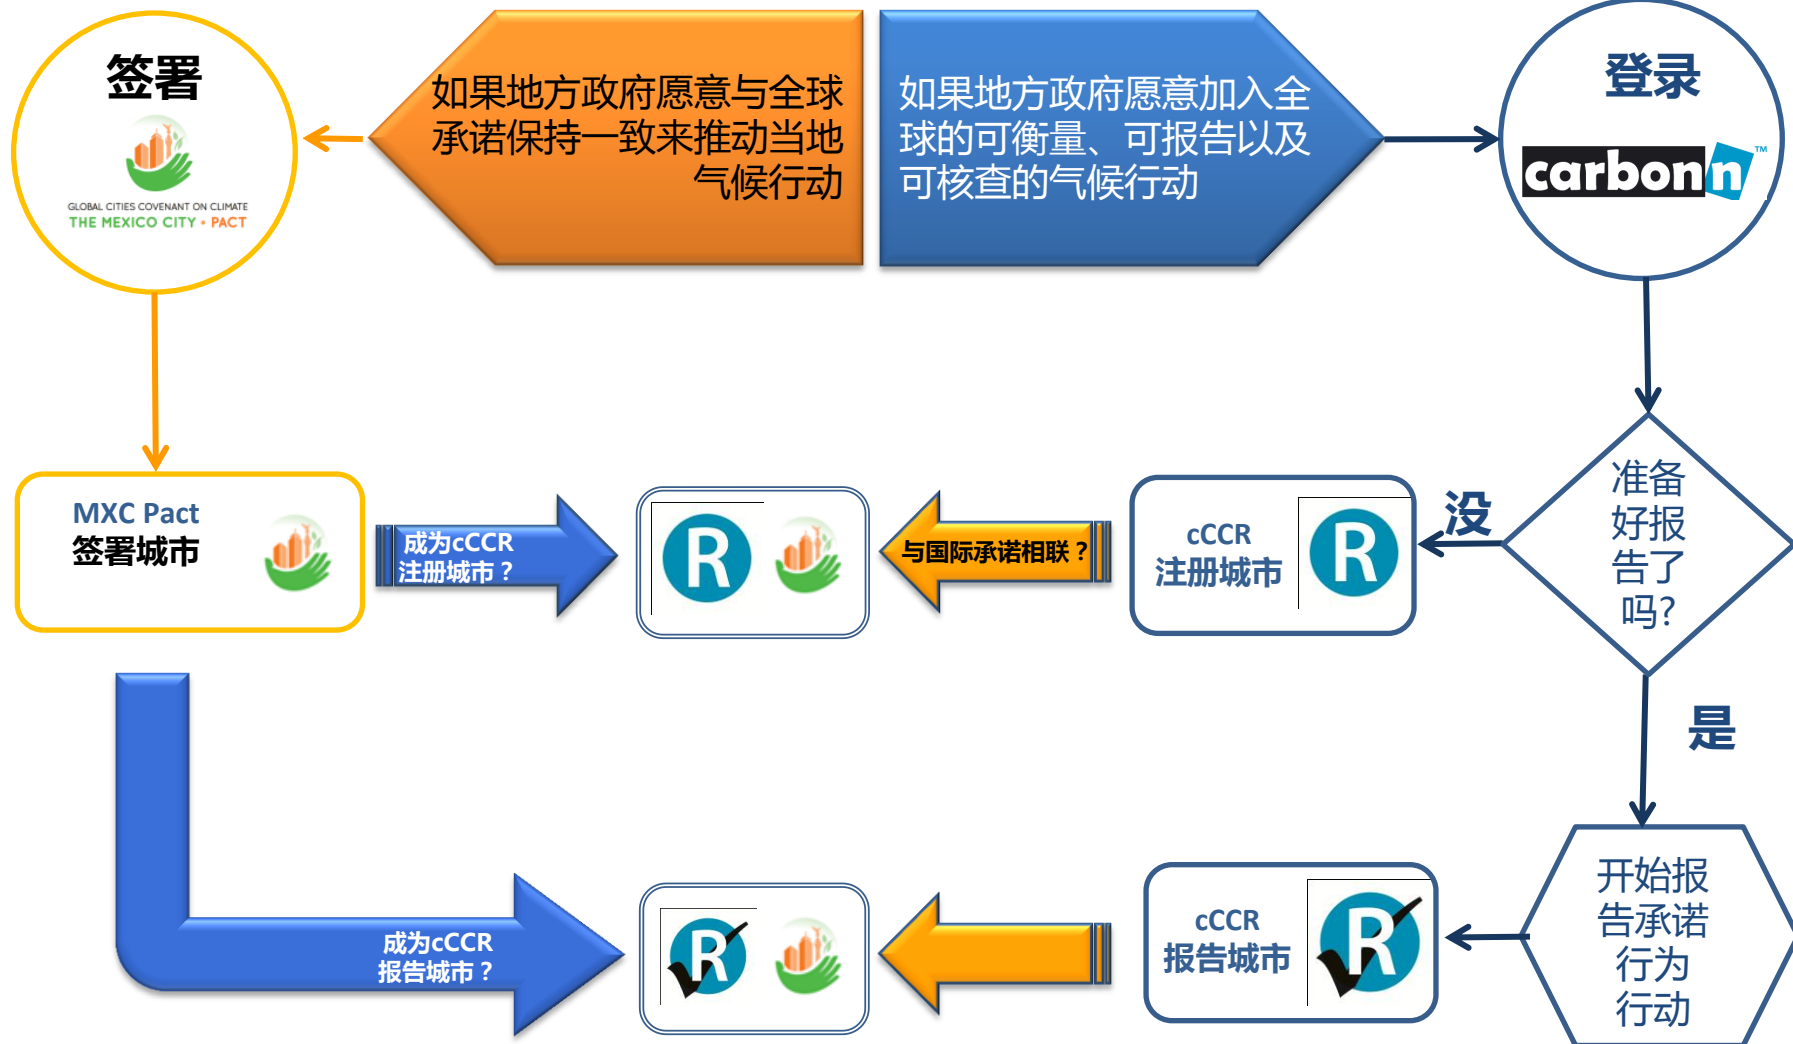 签署
GLOBAL CITIES COVENANT ON CLIMATE
THE MEXICO CITY • PACT
如果地方政府愿意与全球
承诺保持一致来推动当地
气候行动
如果地方政府愿意加入全
球的可衡量、可报告以及
可核查的气候行动
登录
carbonn™
MXC Pact
签署城市
成为cCCR
注册城市？
R
与国际承诺相联？
cCCR
注册城市
R
没
准备
好报
告了
吗?
是
成为cCCR
报告城市？
R
cCCR
报告城市
R
开始报
告承诺
行为
行动